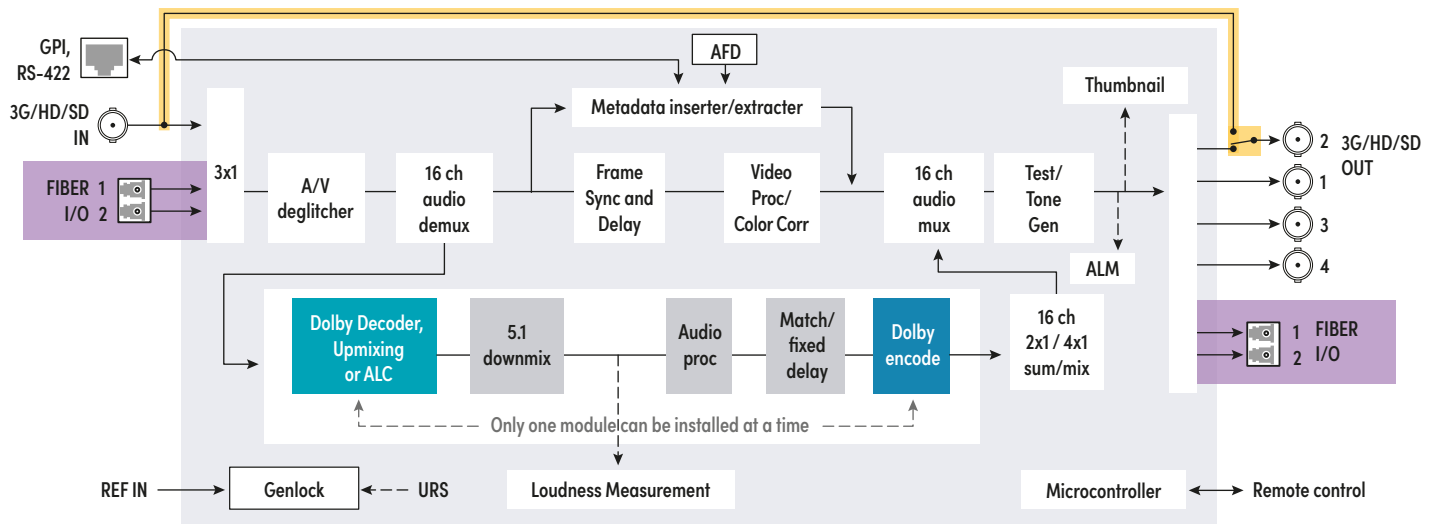 GPI,
RS-422
AFD
Metadata inserter/extracter
Thumbnail
3G/HD/SD
IN
2 3G/HD/SD
OUT
FIBER 1
I/O 2
3x1
A/V
deglitcher
16 ch
audio
demux
Frame
Sync and
Delay
Video
Proc/
Color Corr
16 ch
audio
mux
Test/
Tone
Gen
1
3
4
ALM
Dolby Decoder,
Upmixing
or ALC
5.1
downmix
Audio
proc
Match/
fixed
delay
Dolby
encode
16 ch
2x1 / 4x1
sum/mix
1 FIBER
2 I/O
Only one module can be installed at a time
REF IN
Genlock
URS
Loudness Measurement
Microcontroller
Remote control